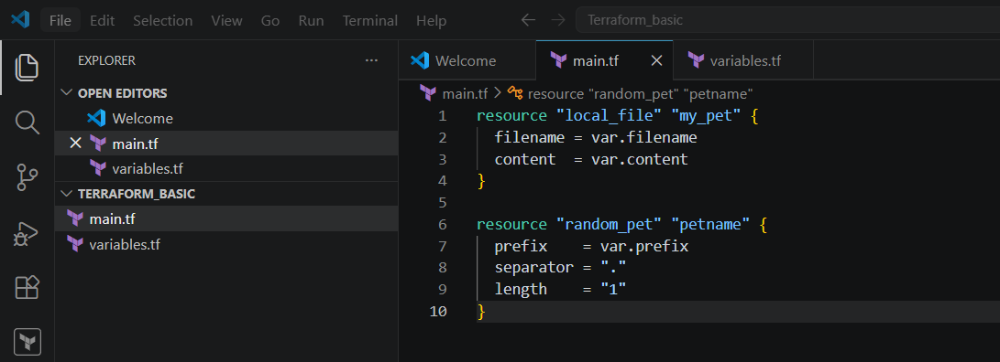 File Edit Selection View Go Run Terminal Help Terraform_basic
EXPLORER ...
OPEN EDITORS
Welcome
main.tf
variables.tf
TERRAFORM_BASIC
main.tf
variables.tf
Welcome main.tf variables.tf
main.tf > resource "random_pet" "petname"
1 resource "local_file" "my_pet" {
2   filename = var.filename
3   content  = var.content
4 }
5
6 resource "random_pet" "petname" {
7   prefix    = var.prefix
8   separator = "."
9   length    = "1"
10 }